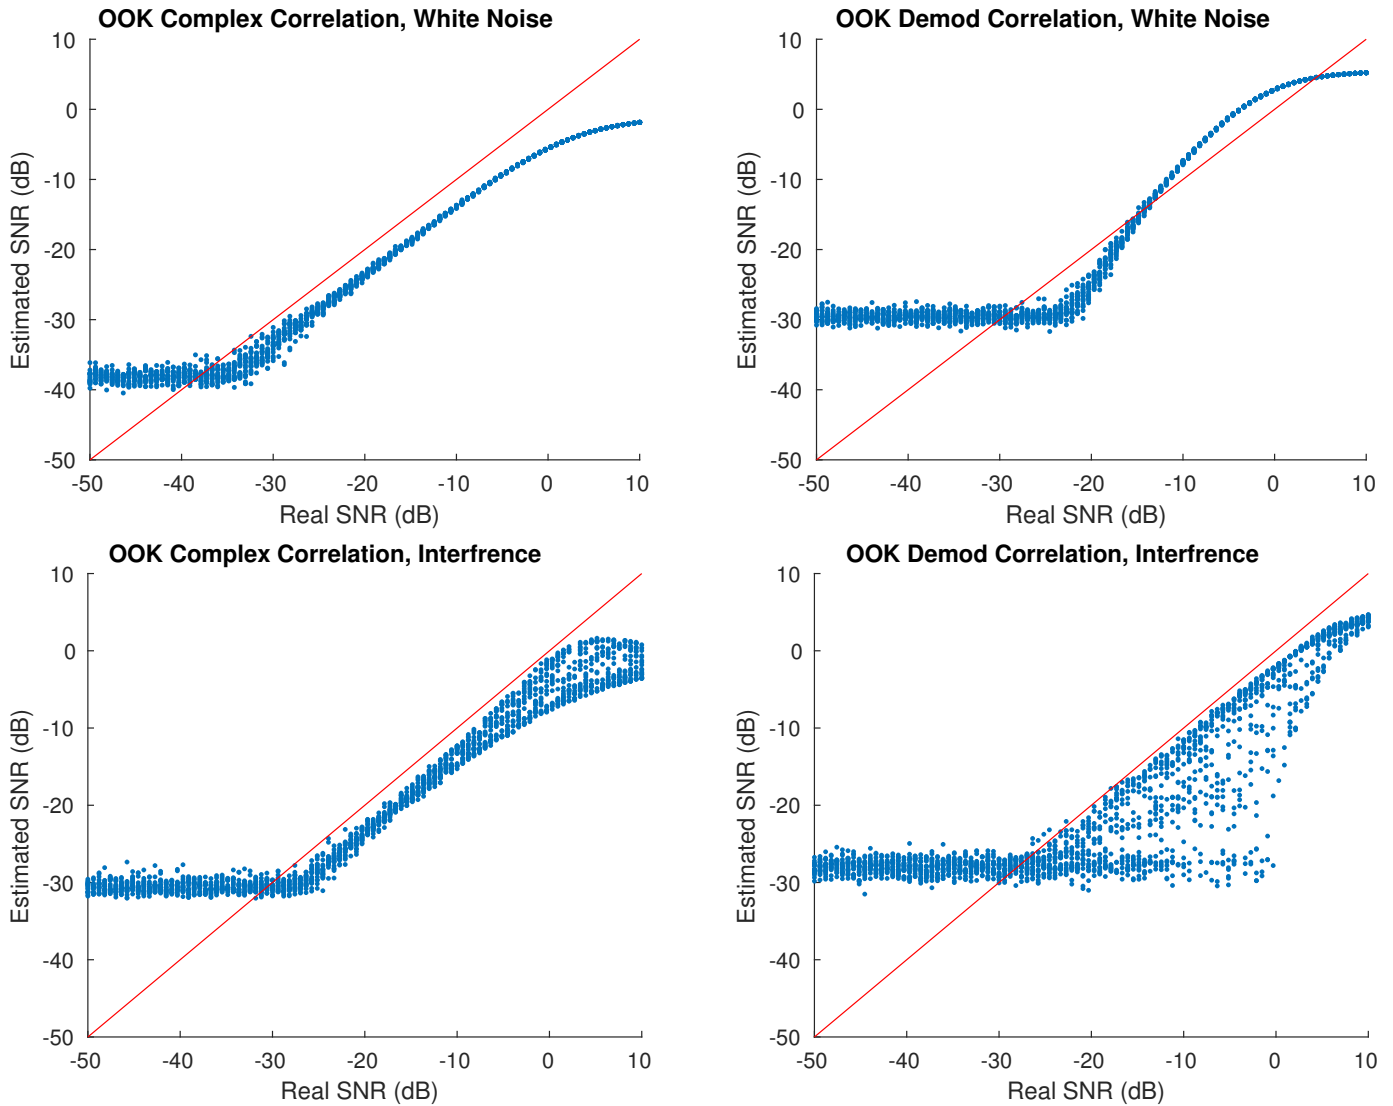 OOK Complex Correlation, White Noise
10
0
-10
-20
-30
-40
-50
Estimated SNR (dB)
-50 -40 -30 -20 -10 0 10
Real SNR (dB)
OOK Demod Correlation, White Noise
10
0
-10
-20
-30
-40
-50
Estimated SNR (dB)
-50 -40 -30 -20 -10 0 10
Real SNR (dB)
OOK Complex Correlation, Interfrence
10
0
-10
-20
-30
-40
-50
Estimated SNR (dB)
-50 -40 -30 -20 -10 0 10
Real SNR (dB)
OOK Demod Correlation, Interfrence
10
0
-10
-20
-30
-40
-50
Estimated SNR (dB)
-50 -40 -30 -20 -10 0 10
Real SNR (dB)